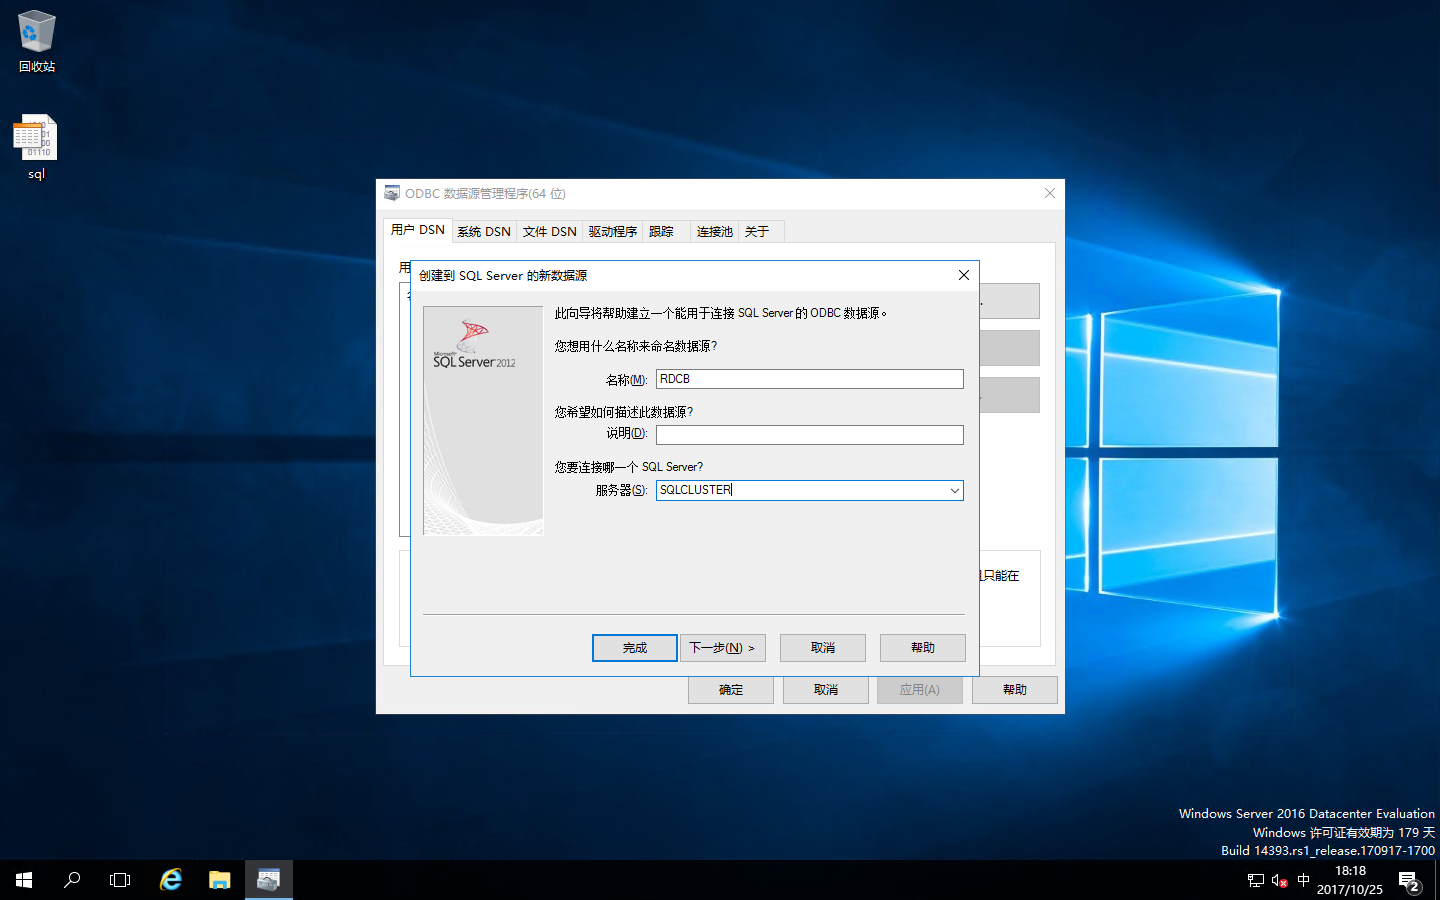 回收站
sql
ODBC 数据源管理程序(64 位)
用户 DSN
系统 DSN
文件 DSN
驱动程序
跟踪
连接池
关于
用
创建到 SQL Server 的新数据源
Microsoft
SQL Server 2012
此向导将帮助建立一个能用于连接 SQL Server 的 ODBC 数据源。
您想用什么名称来命名数据源?
名称(M): RDCB
您希望如何描述此数据源?
说明(D):
您要连接哪一个 SQL Server?
服务器(S): SQLCLUSTER
只能在
完成
下一步(N) >
取消
帮助
确定
取消
应用(A)
帮助
Windows Server 2016 Datacenter Evaluation
Windows 许可证有效期为 179 天
Build 14393.rs1_release.170917-1700
中
18:18
2017/10/25
2